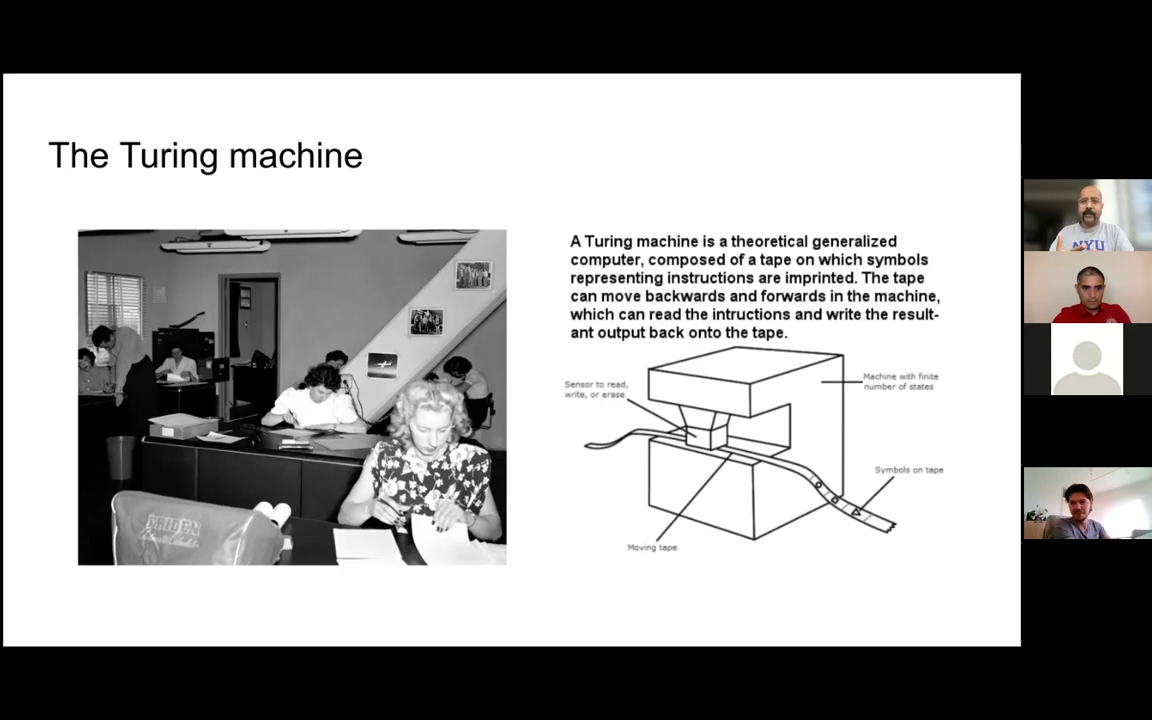 The Turing machine
A Turing machine is a theoretical generalized
computer, composed of a tape on which symbols
representing instructions are imprinted. The tape
can move backwards and forwards in the machine,
which can read the intructions and write the result-
ant output back onto the tape.
Sensor to read,
write, or erase
Machine with finite
number of states
Symbols on tape
Moving tape
FRIDEN
NYU